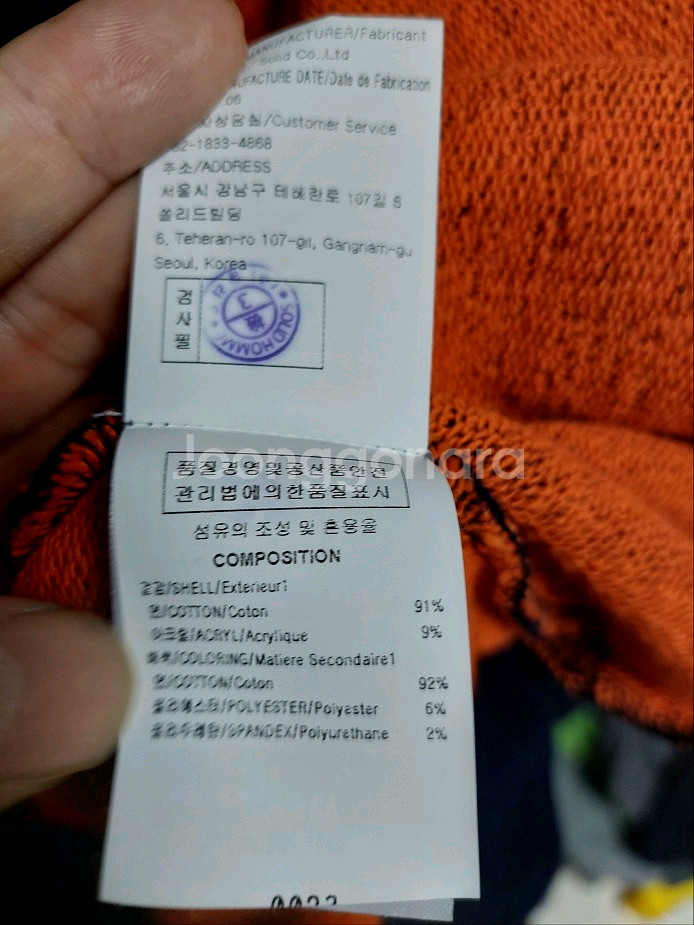 MANUFACTURER/Fabricant
Solid Co.,Ltd
MANUFACTURE DATE/Date de Fabrication
06
/Customer Service
02-1833-4868
주소/ADDRESS
서울시 강남구 테헤란로 107길 6
쏠리드빌딩
6, Teheran-ro 107-gil, Gangnam-gu
Seoul, Korea
검사필
SOLID HOMME
3
Joonggonara
품질경영및공산품안전
관리법에의한품질표시
섬유의 조성 및 혼용율
COMPOSITION
겉감/SHELL/Exterieur1
면/COTTON/Coton 91%
아크릴/ACRYL/Acrylique 9%
배색/COLORING/Matiere Secondaire1
면/COTTON/Coton 92%
폴리에스터/POLYESTER/Polyester 6%
폴리우레탄/SPANDEX/Polyurethane 2%